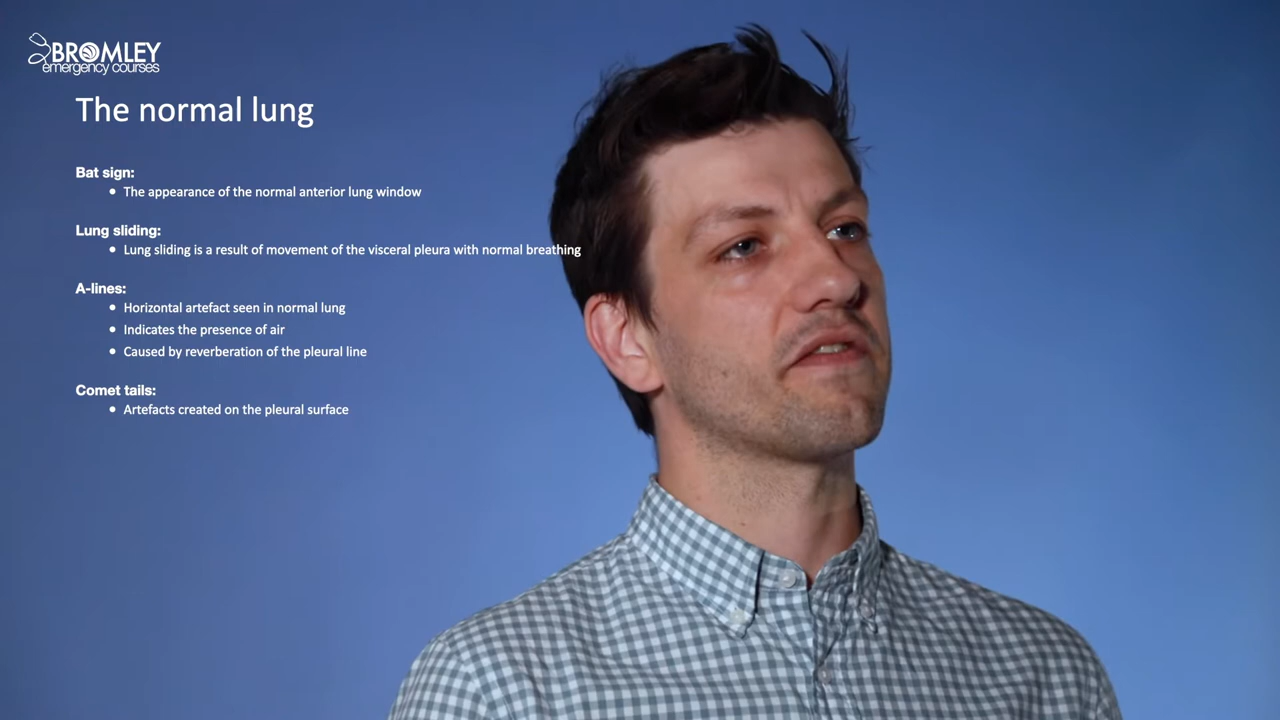 BROMLEY
emergency courses
The normal lung
Bat sign:
• The appearance of the normal anterior lung window
Lung sliding:
• Lung sliding is a result of movement of the visceral pleura with normal breathing
A-lines:
• Horizontal artefact seen in normal lung
• Indicates the presence of air
• Caused by reverberation of the pleural line
Comet tails:
• Artefacts created on the pleural surface